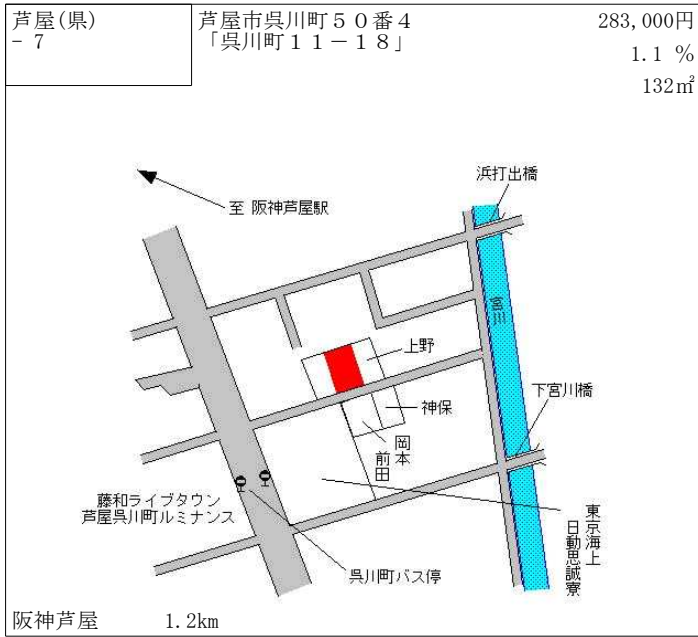 芦屋(県)
- 7
芦屋市呉川町５０番４
「呉川町１１－１８」
283,000円
1.1 %
132㎡
浜打出橋
至 阪神芦屋駅
宮川
上野
下宮川橋
神保
岡本
前田
藤和ライブタウン
芦屋呉川町ルミナンス
東京海上
日動思誠寮
呉川町バス停
阪神芦屋 1.2km